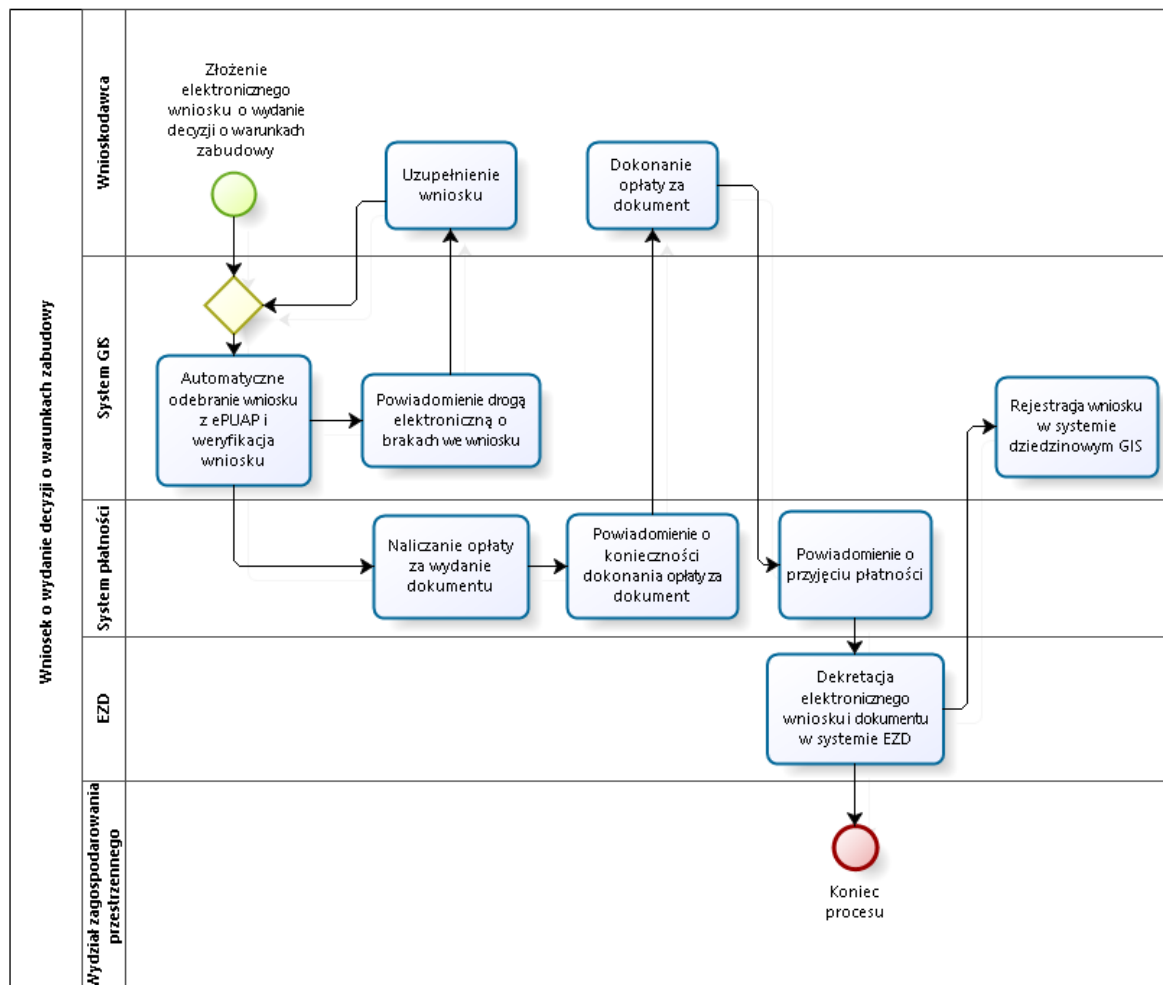 Wniosek o wydanie decyzji o warunkach zabudowy
Wnioskodawca
Złożenie
elektronicznego
wniosku o wydanie
decyzji o warunkach
zabudowy
Uzupełnienie
wniosku
Dokonanie
opłaty za
dokument
System GIS
Automatyczne
odebranie wniosku
z ePUAP i
weryfikacja
wniosku
Powiadomienie drogą
elektroniczną o
brakach we wniosku
Rejestracja wniosku
w systemie
dziedzinowym GIS
System płatności
Naliczanie opłaty
za wydanie
dokumentu
Powiadomienie o
konieczności
dokonania opłaty za
dokument
Powiadomienie o
przyjęciu płatności
EZD
Dekretacja
elektronicznego
wniosku i dokumentu
w systemie EZD
Wydział zagospodarowania
przestrzennego
Koniec
procesu